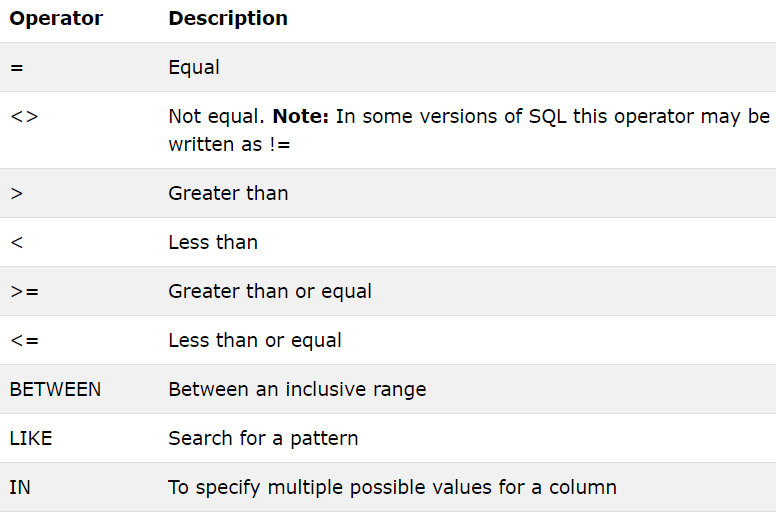 Operator Description
= Equal
<> Not equal. Note: In some versions of SQL this operator may be
written as !=
> Greater than
< Less than
>= Greater than or equal
<= Less than or equal
BETWEEN Between an inclusive range
LIKE Search for a pattern
IN To specify multiple possible values for a column